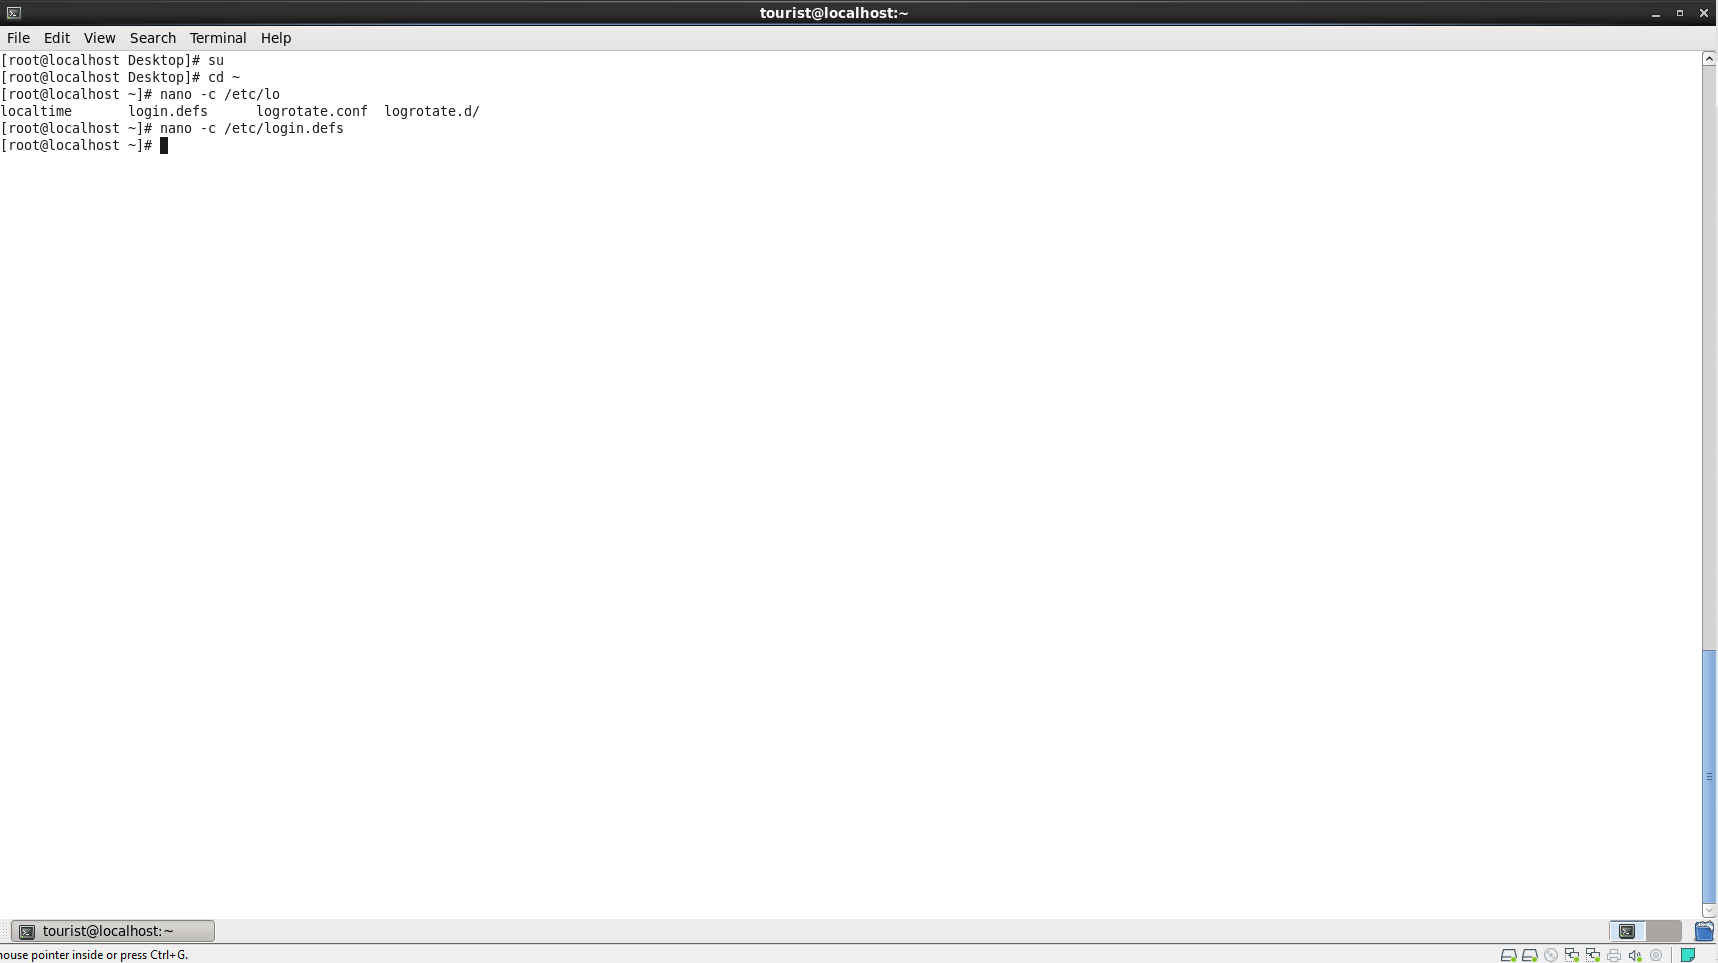 tourist@localhost:~
File Edit View Search Terminal Help
[root@localhost Desktop]# su
[root@localhost Desktop]# cd ~
[root@localhost ~]# nano -c /etc/lo
localtime login.defs logrotate.conf logrotate.d/
[root@localhost ~]# nano -c /etc/login.defs
[root@localhost ~]#
tourist@localhost:~
mouse pointer inside or press Ctrl+G.